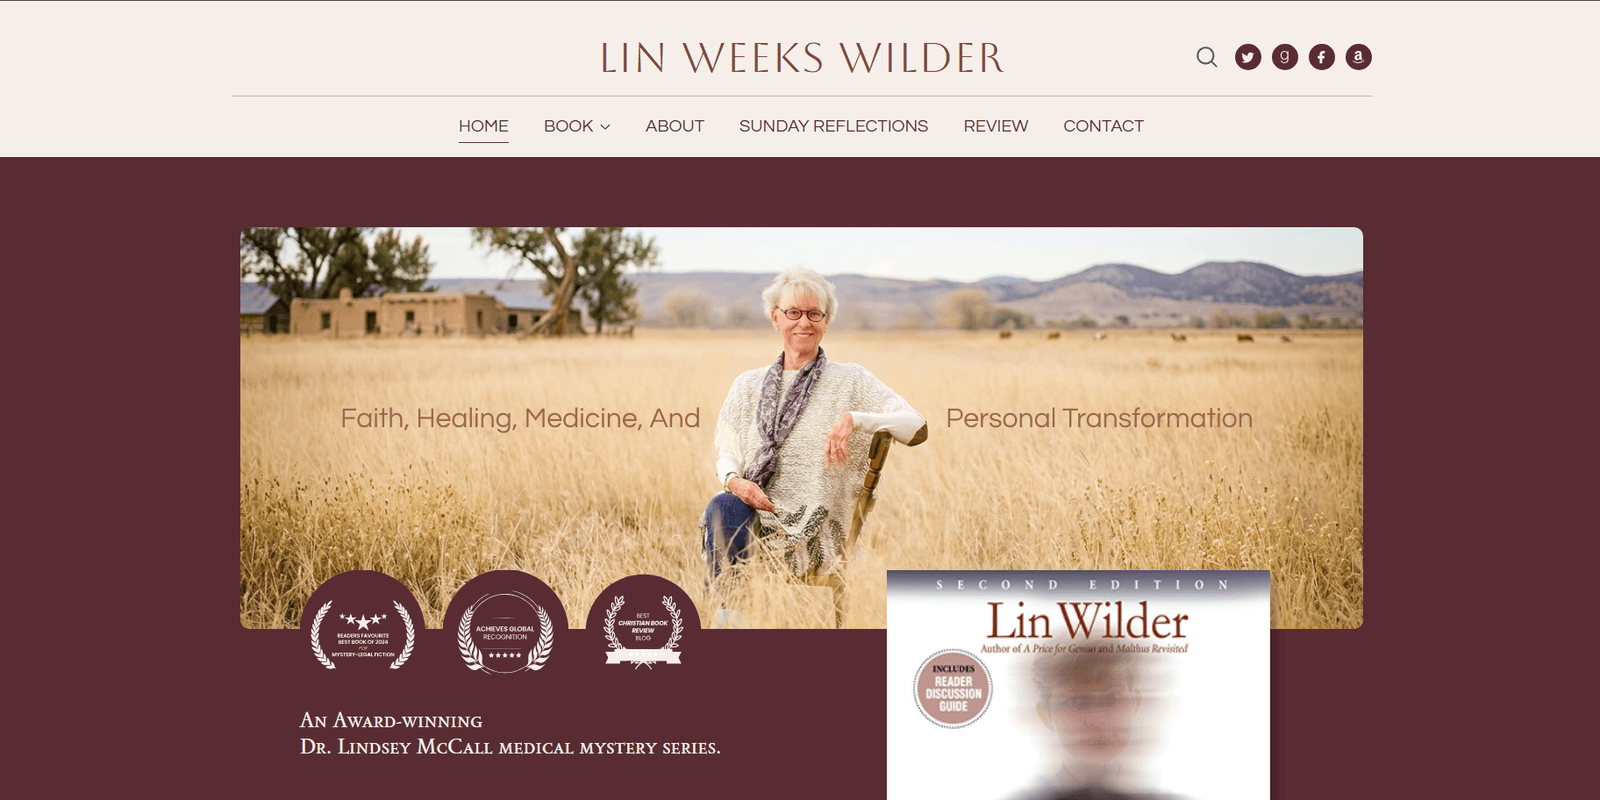 LIN WEEKS WILDER
HOME BOOK ABOUT SUNDAY REFLECTIONS REVIEW CONTACT
Faith, Healing, Medicine, And Personal Transformation
READERS FAVOURITE
BEST BOOK OF 2024
FOR
MYSTERY-LEGAL FICTION
ACHIEVES GLOBAL
RECOGNITION
BEST
CHRISTIAN BOOK
REVIEW
BLOG
An Award-winning
Dr. Lindsey McCall medical mystery series.
SECOND EDITION
Lin Wilder
Author of A Price for Genius and Malthus Revisited
INCLUDES
READER
DISCUSSION
GUIDE